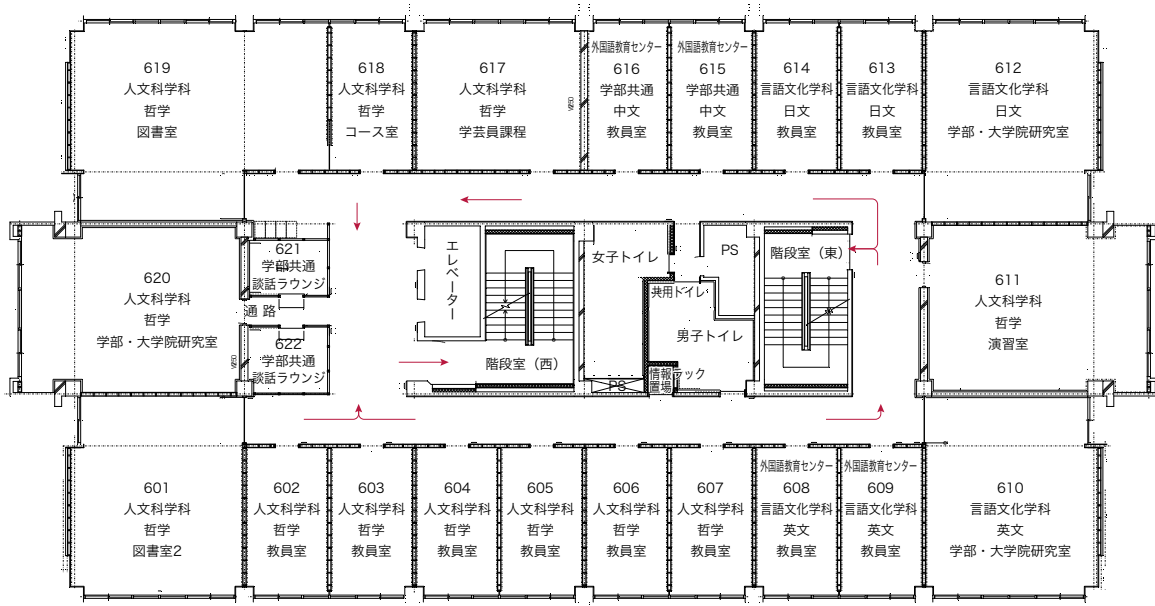 619
人文科学科
哲学
図書室
618
人文科学科
哲学
コース室
617
人文科学科
哲学
学芸員課程
外国語教育センター
616
学部共通
中文
教員室
外国語教育センター
615
学部共通
中文
教員室
614
言語文化学科
日文
教員室
613
言語文化学科
日文
教員室
612
言語文化学科
日文
学部・大学院研究室
620
人文科学科
哲学
学部・大学院研究室
621
学部共通
談話ラウンジ
通路
622
学部共通
談話ラウンジ
エレベーター
階段室（西）
女子トイレ
PS
共用トイレ
男子トイレ
情報ラック
置場
PS
階段室（東）
611
人文科学科
哲学
演習室
601
人文科学科
哲学
図書室2
602
人文科学科
哲学
教員室
603
人文科学科
哲学
教員室
604
人文科学科
哲学
教員室
605
人文科学科
哲学
教員室
606
人文科学科
哲学
教員室
607
人文科学科
哲学
教員室
外国語教育センター
608
言語文化学科
英文
教員室
外国語教育センター
609
言語文化学科
英文
教員室
610
言語文化学科
英文
学部・大学院研究室